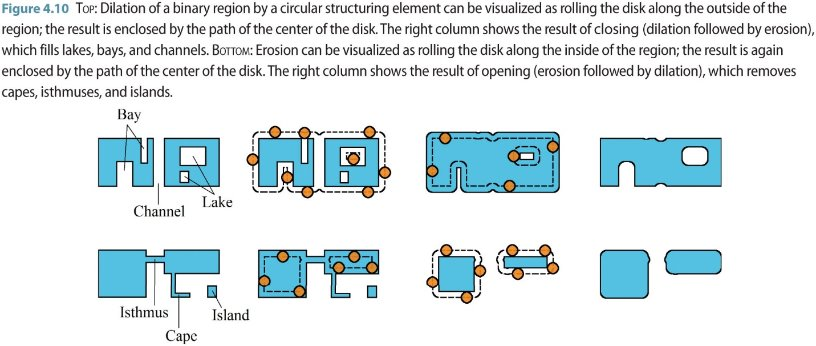 Figure 4.10 TOP: Dilation of a binary region by a circular structuring element can be visualized as rolling the disk along the outside of the
region; the result is enclosed by the path of the center of the disk. The right column shows the result of closing (dilation followed by erosion),
which fills lakes, bays, and channels. BOTTOM: Erosion can be visualized as rolling the disk along the inside of the region; the result is again
enclosed by the path of the center of the disk. The right column shows the result of opening (erosion followed by dilation), which removes
capes, isthmuses, and islands.
Bay
Lake
Channel
Isthmus
Island
Cape